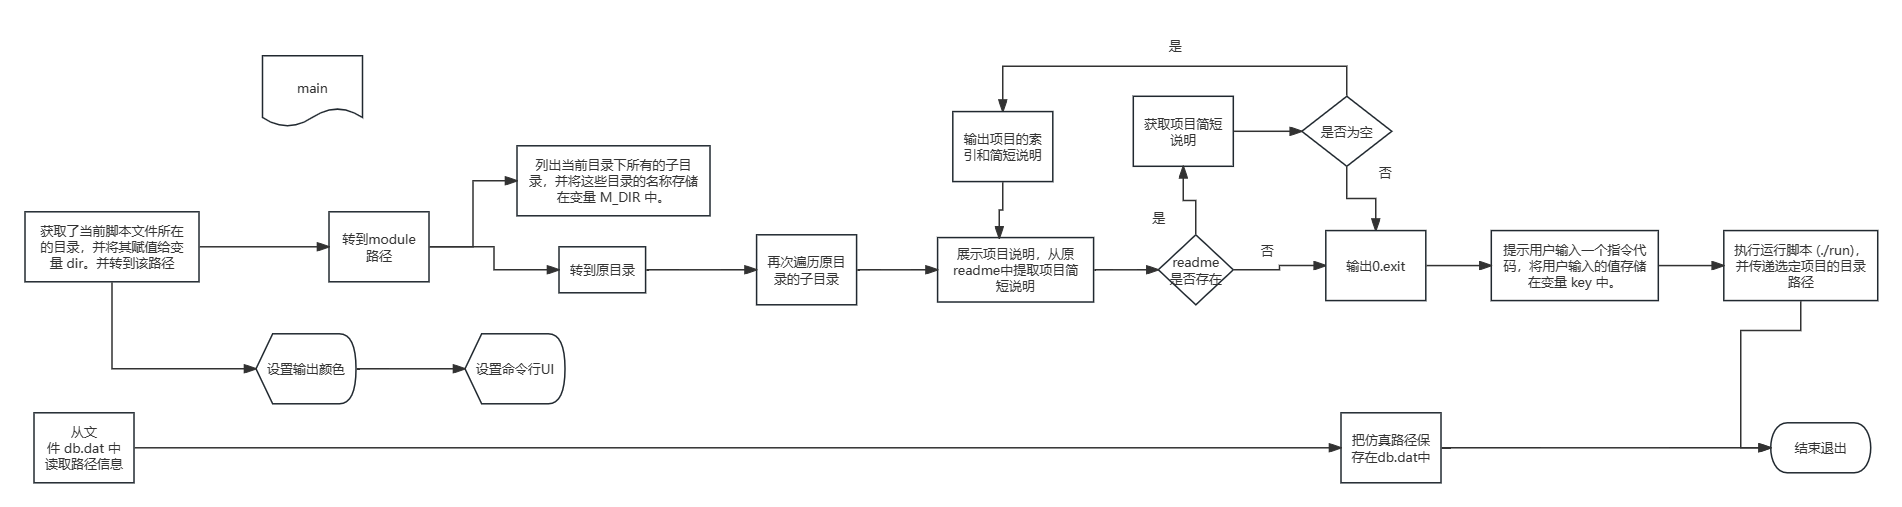 main
获取了当前脚本文件所在
的目录，并将其赋值给变
量 dir。并转到该路径
转到module
路径
列出当前目录下所有的子目
录，并将这些目录的名称存储
在变量 M_DIR 中。
转到原目录
再次遍历原目
录的子目录
输出项目的索
引和简短说明
展示项目说明，从原
readme中提取项目简
短说明
readme
是否存在
是
否
获取项目简短
说明
是否为空
是
否
输出0.exit
提示用户输入一个指令代
码，将用户输入的值存储
在变量 key 中。
执行运行脚本 (./run)，
并传递选定项目的目录
路径
设置输出颜色
设置命令行UI
从文
件 db.dat 中
读取路径信息
把仿真路径保
存在db.dat中
结束退出